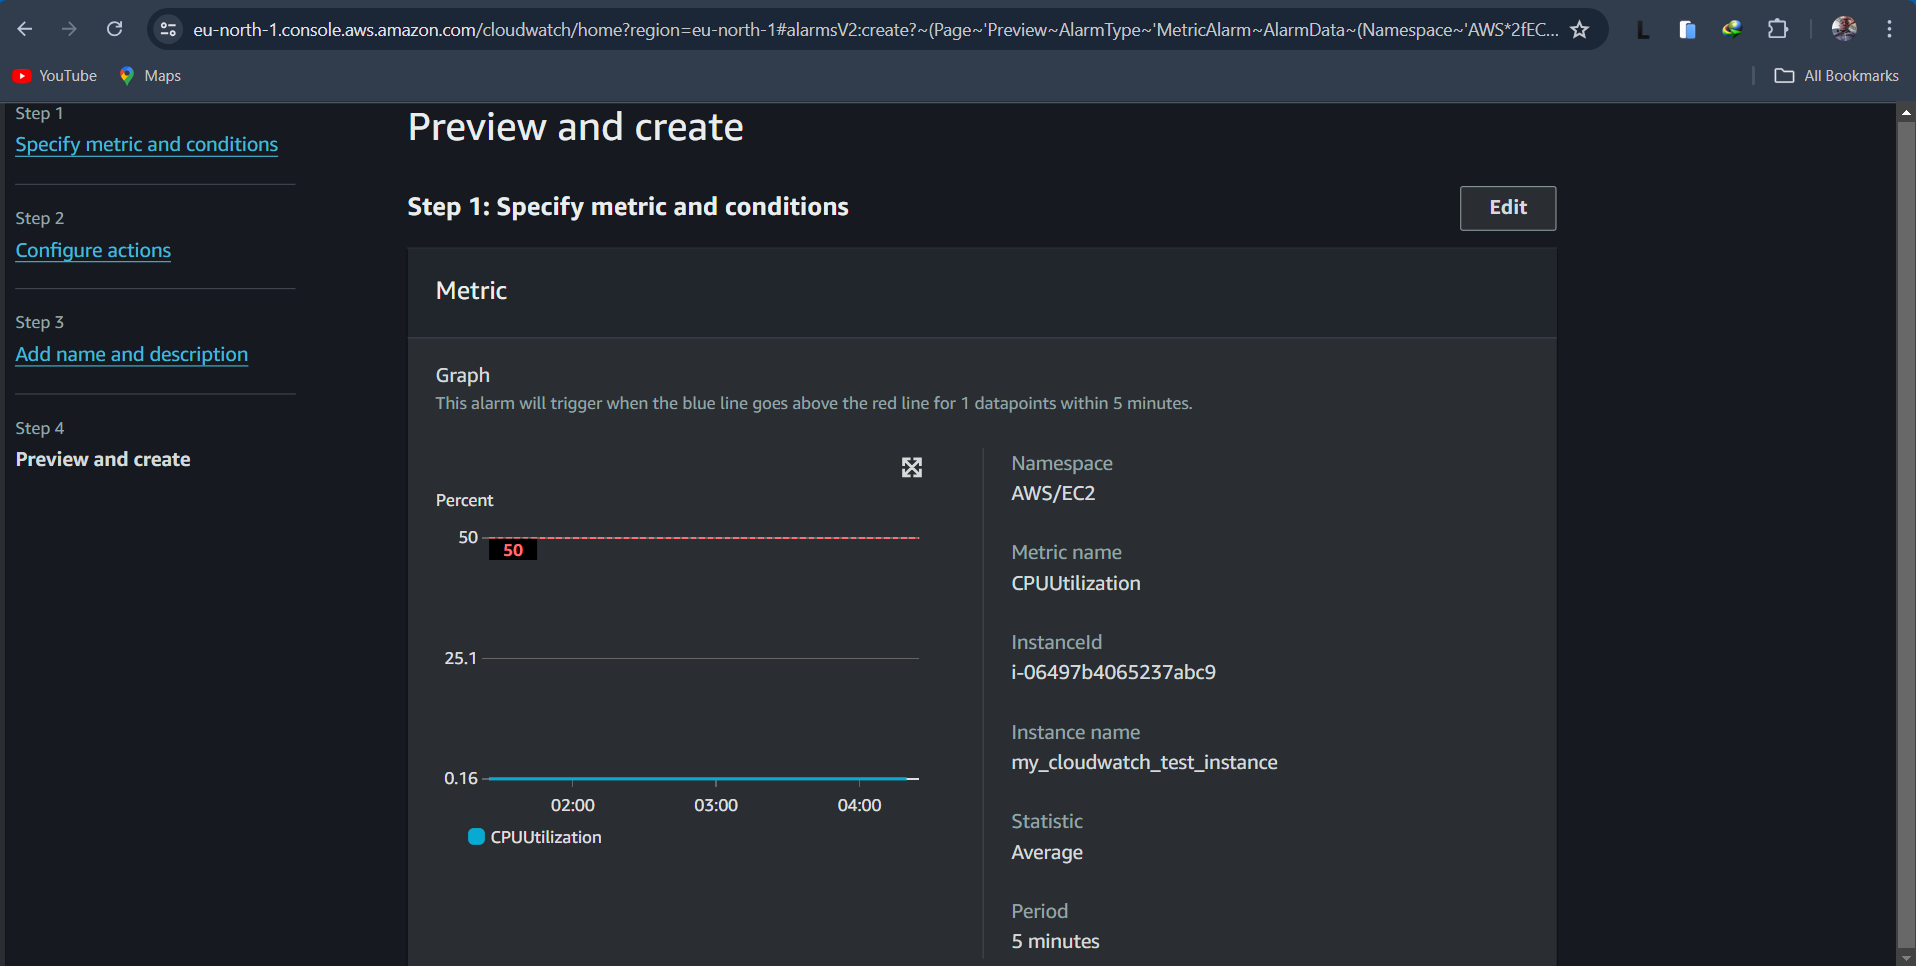 eu-north-1.console.aws.amazon.com/cloudwatch/home?region=eu-north-1#alarmsV2:create?~(Page~'Preview~AlarmType~'MetricAlarm~AlarmData~(Namespace~'AWS*2fEC...
L
YouTube
Maps
All Bookmarks
Step 1
Specify metric and conditions
Step 2
Configure actions
Step 3
Add name and description
Step 4
Preview and create
Preview and create
Step 1: Specify metric and conditions
Edit
Metric
Graph
This alarm will trigger when the blue line goes above the red line for 1 datapoints within 5 minutes.
Percent
50
50
25.1
0.16
02:00
03:00
04:00
CPUUtilization
Namespace
AWS/EC2
Metric name
CPUUtilization
InstanceId
i-06497b4065237abc9
Instance name
my_cloudwatch_test_instance
Statistic
Average
Period
5 minutes